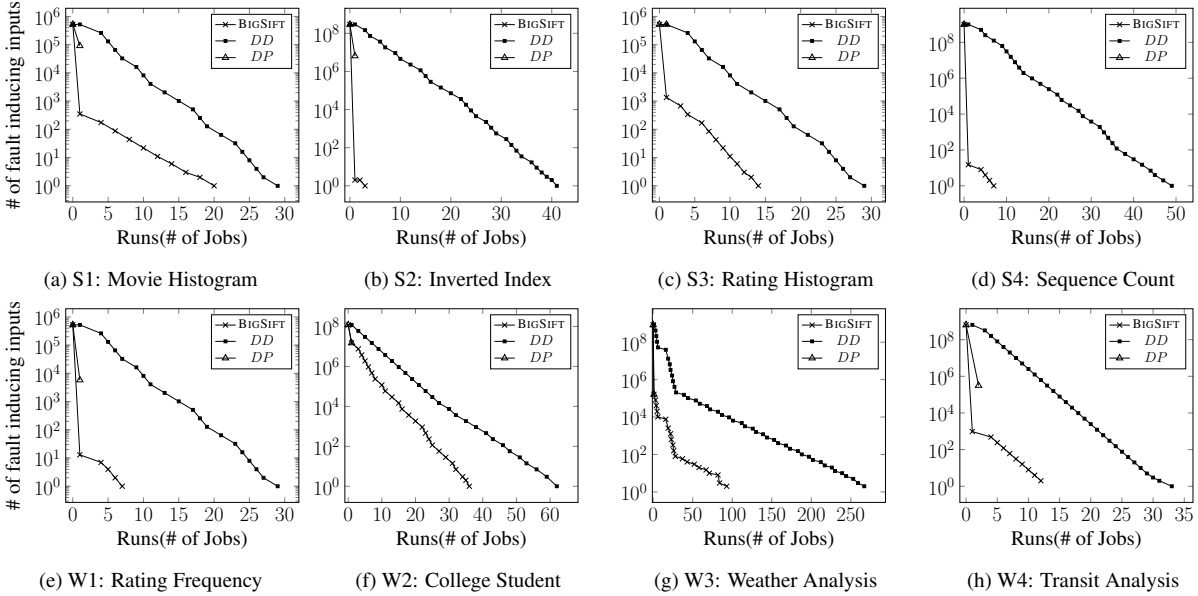 # of fault inducing inputs
10^6
10^5
10^4
10^3
10^2
10^1
10^0
BIGSIFT
DD
DP
0 5 10 15 20 25 30
Runs(# of Jobs)
(a) S1: Movie Histogram
10^8
10^6
10^4
10^2
10^0
BIGSIFT
DD
DP
0 10 20 30 40
Runs(# of Jobs)
(b) S2: Inverted Index
10^6
10^5
10^4
10^3
10^2
10^1
10^0
BIGSIFT
DD
DP
0 5 10 15 20 25 30
Runs(# of Jobs)
(c) S3: Rating Histogram
10^8
10^6
10^4
10^2
10^0
BIGSIFT
DD
DP
0 10 20 30 40 50
Runs(# of Jobs)
(d) S4: Sequence Count
# of fault inducing inputs
10^6
10^5
10^4
10^3
10^2
10^1
10^0
BIGSIFT
DD
DP
0 5 10 15 20 25 30
Runs(# of Jobs)
(e) W1: Rating Frequency
10^8
10^6
10^4
10^2
10^0
BIGSIFT
DD
DP
0 10 20 30 40 50 60
Runs(# of Jobs)
(f) W2: College Student
10^8
10^6
10^4
10^2
10^0
BIGSIFT
DD
DP
0 50 100 150 200 250
Runs(# of Jobs)
(g) W3: Weather Analysis
10^8
10^6
10^4
10^2
10^0
BIGSIFT
DD
DP
0 5 10 15 20 25 30 35
Runs(# of Jobs)
(h) W4: Transit Analysis